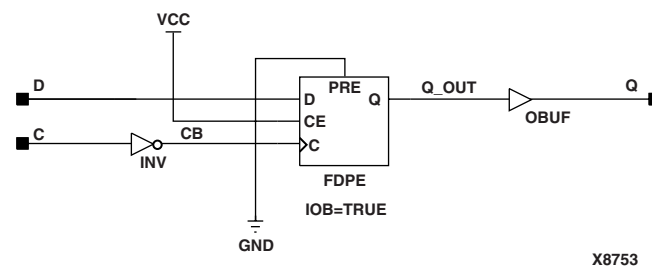 VCC
D
PRE
Q_OUT
Q
D
Q
CE
OBUF
C
CB
C
INV
FDPE
IOB=TRUE
GND
X8753